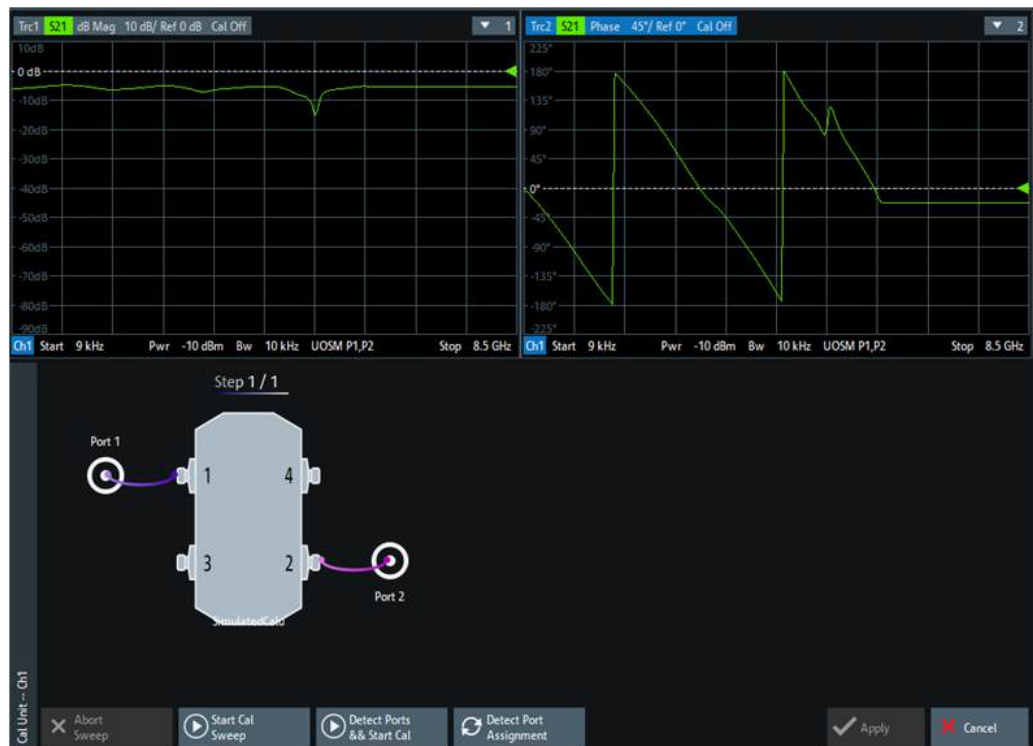 Trc1 S21 dB Mag 10 dB/ Ref 0 dB Cal Off 1
10dB
0 dB
-10dB
-20dB
-30dB
-40dB
-50dB
-60dB
-70dB
-80dB
-90dB
Ch1 Start 9 kHz Pwr -10 dBm Bw 10 kHz UOSM P1,P2 Stop 8.5 GHz
Trc2 S21 Phase 45°/ Ref 0° Cal Off 2
225°
180°
135°
90°
45°
0°
-45°
-90°
-135°
-180°
-225°
Ch1 Start 9 kHz Pwr -10 dBm Bw 10 kHz UOSM P1,P2 Stop 8.5 GHz
Step 1 / 1
Port 1
1 4
3 2
Port 2
SimulatedCalU
Cal Unit -- Ch1
Abort
Sweep
Start Cal
Sweep
Detect Ports
&& Start Cal
Detect Port
Assignment
Apply
Cancel